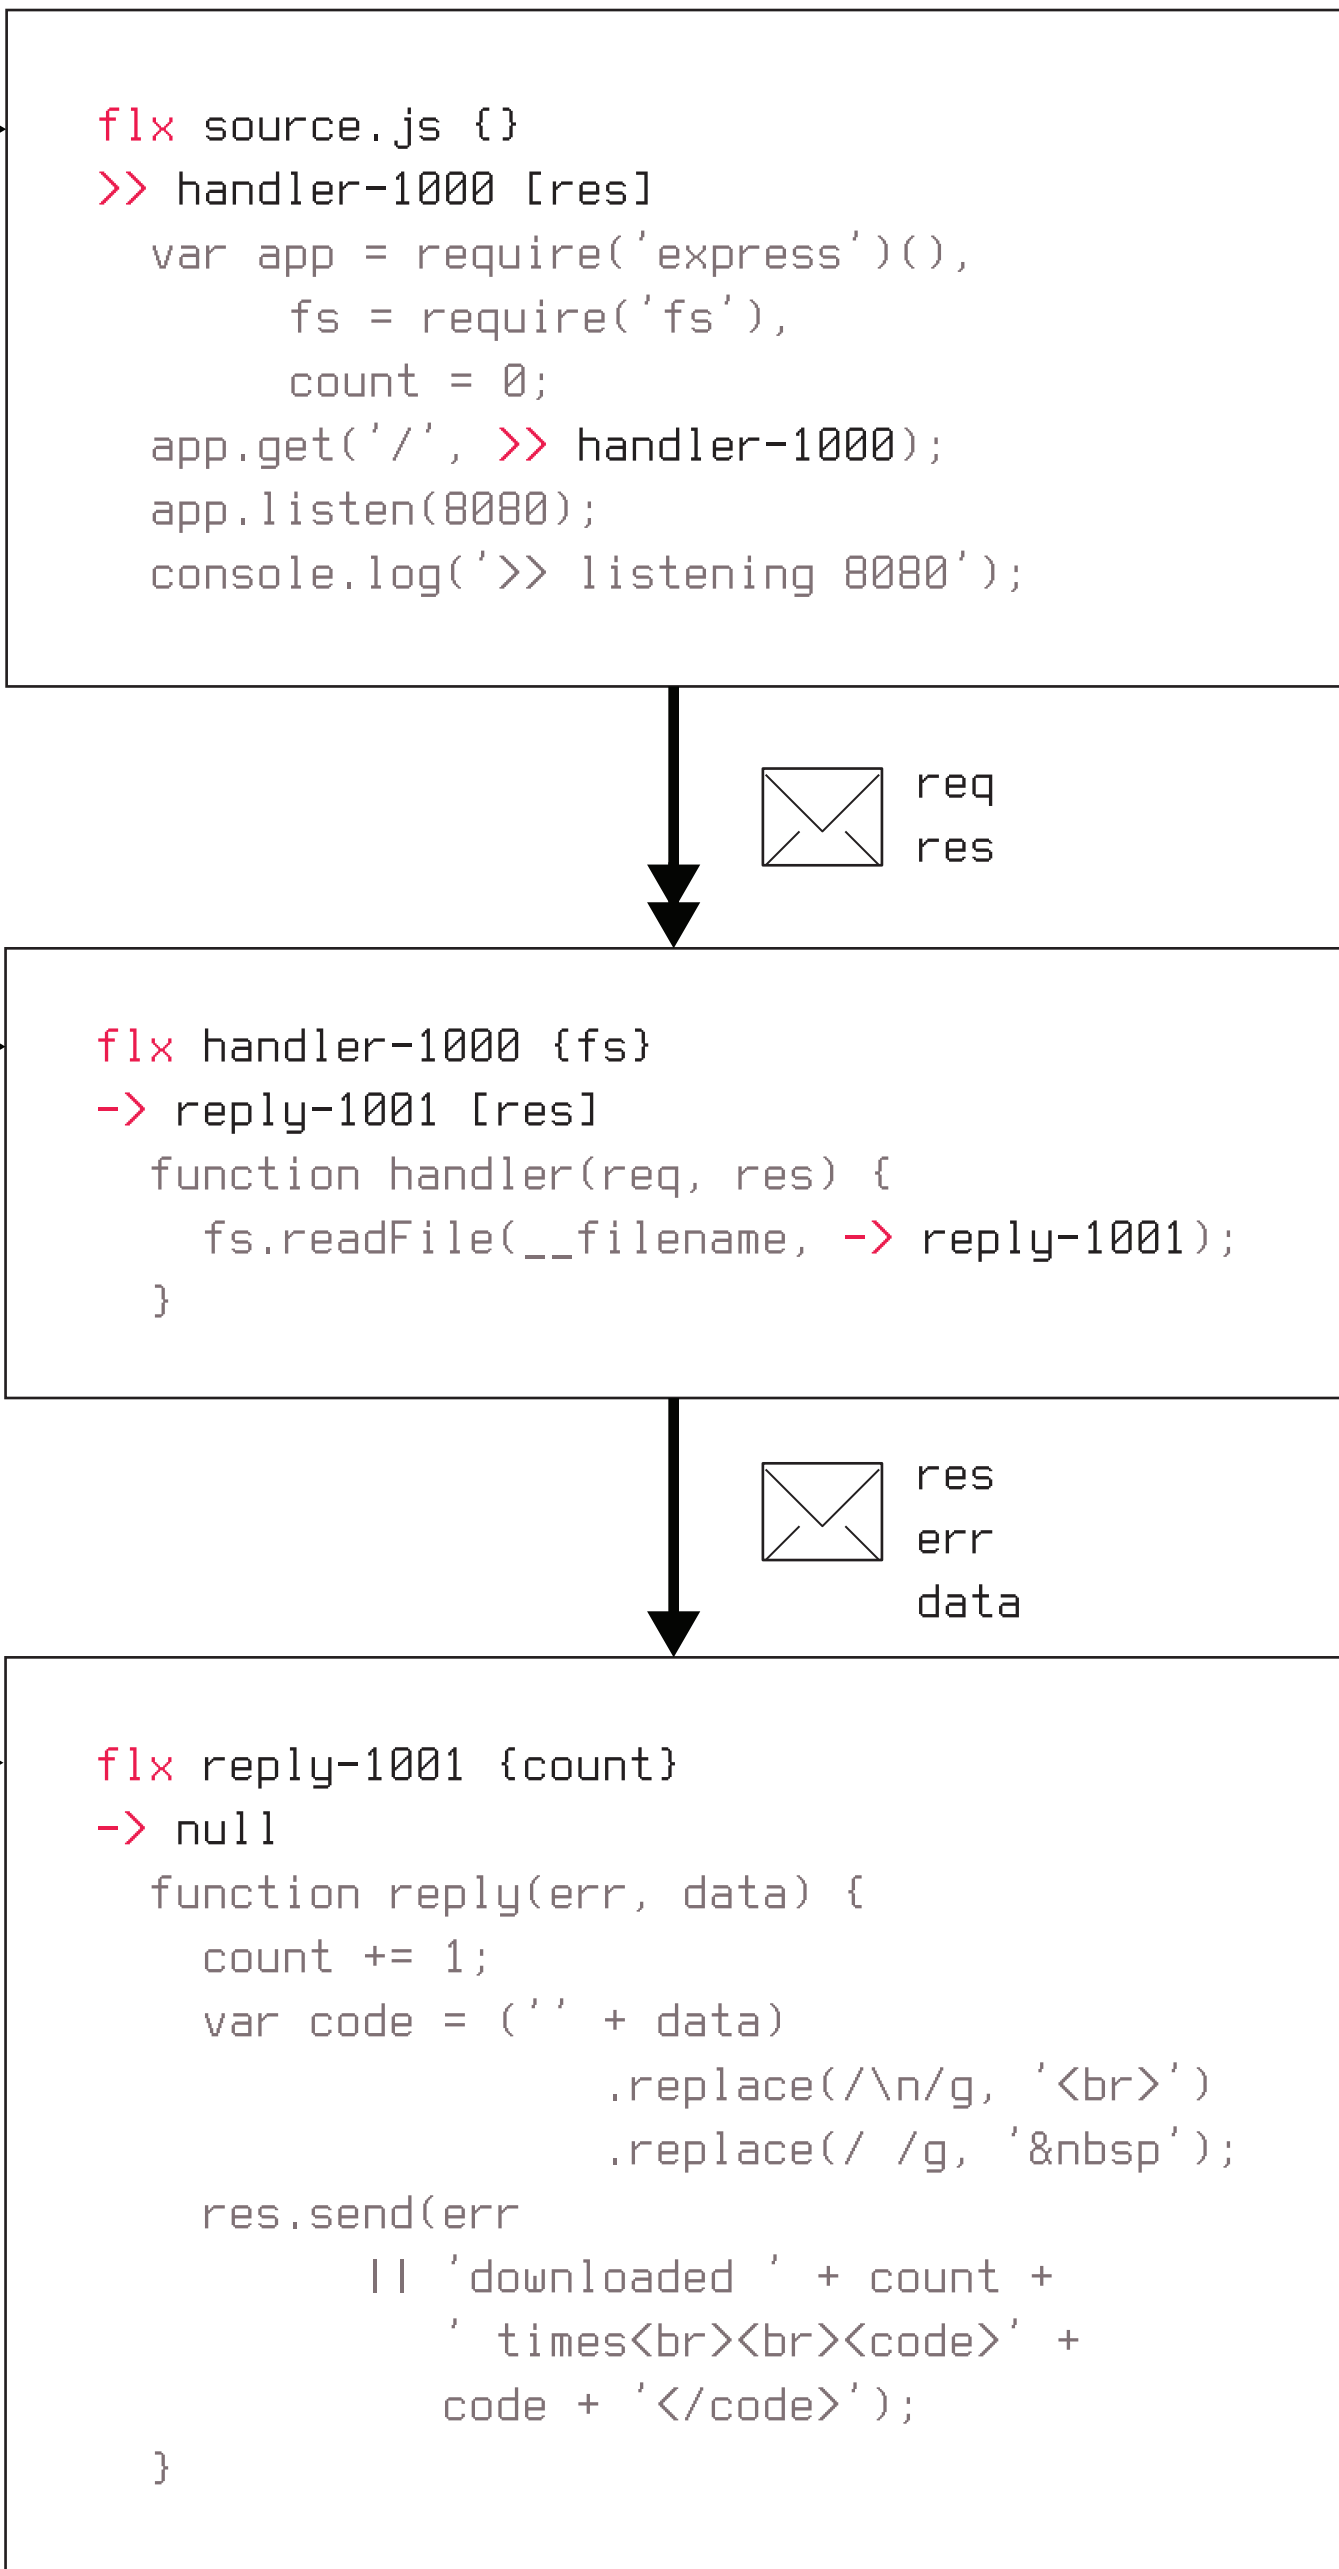 flx source.js {}
>> handler-1000 [res]
var app = require('express')(),
fs = require('fs'),
count = 0;
app.get('/', >> handler-1000);
app.listen(8080);
console.log('>> listening 8080');
req
res
flx handler-1000 {fs}
-> reply-1001 [res]
function handler(req, res) {
fs.readFile(__filename, -> reply-1001);
}
res
err
data
flx reply-1001 {count}
-> null
function reply(err, data) {
count += 1;
var code = ('' + data)
.replace(/\n/g, '<br>')
.replace(/ /g, '&nbsp');
res.send(err
|| 'downloaded ' + count +
' times<br><br><code>' +
code + '</code>');
}